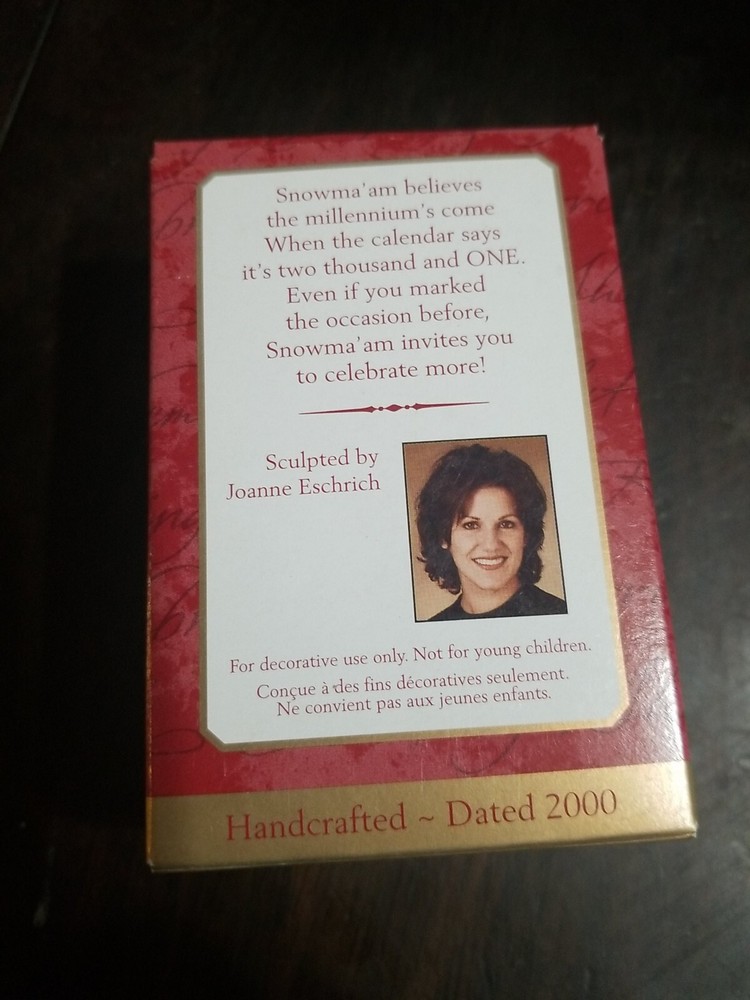 Snowma'am believes
the millennium's come
When the calendar says
it's two thousand and ONE.
Even if you marked
the occasion before,
Snowma'am invites you
to celebrate more!
Sculpted by
Joanne Eschrich
For decorative use only. Not for young children.
Conçue à des fins décoratives seulement.
Ne convient pas aux jeunes enfants.
Handcrafted ~ Dated 2000